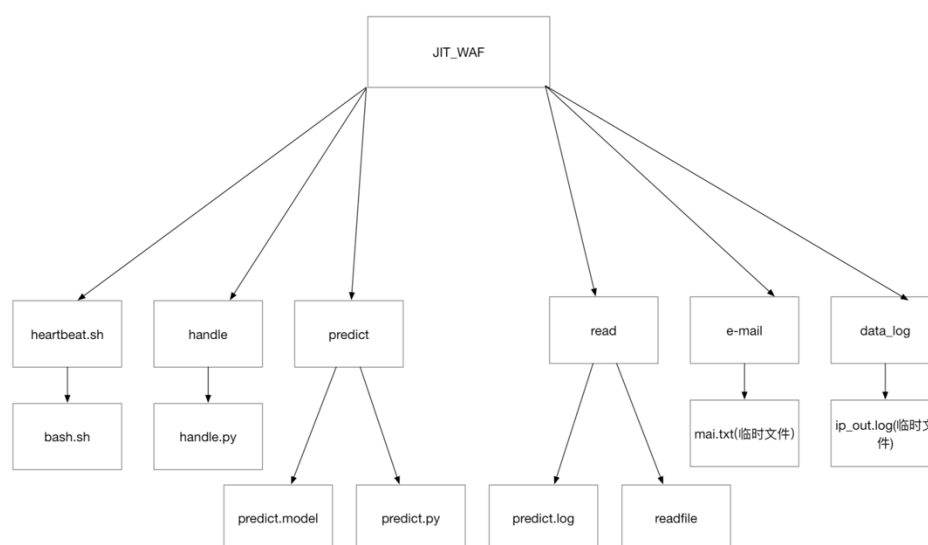 JIT_WAF
heartbeat.sh
handle
predict
read
e-mail
data_log
bash.sh
handle.py
mai.txt(临时文件)
ip_out.log(临时文
件)
predict.model
predict.py
predict.log
readfile